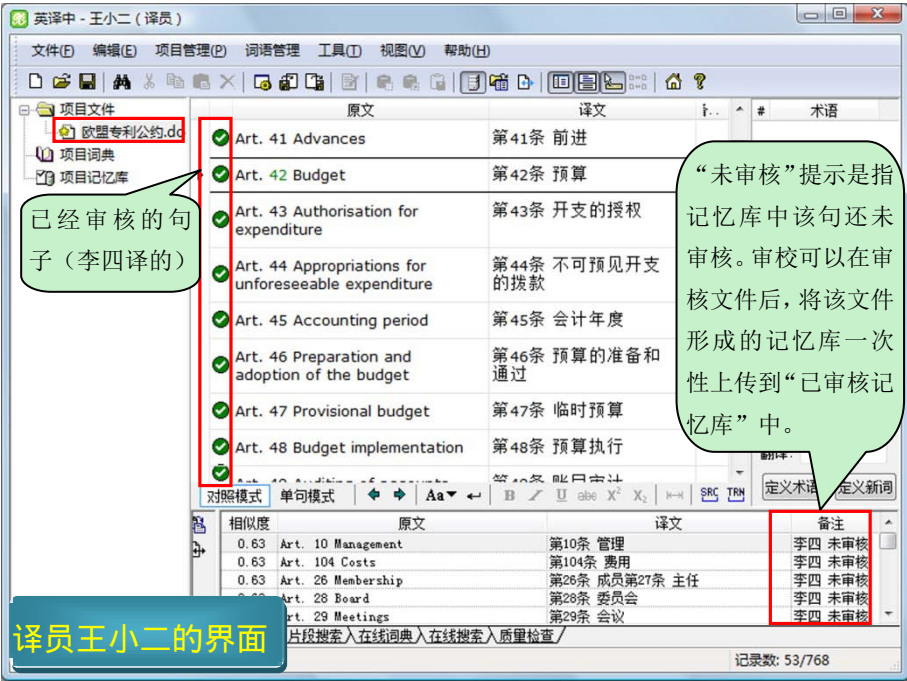 英译中 - 王小二（译员）
文件(F) 编辑(E) 项目管理(P) 词语管理 工具(T) 视图(V) 帮助(H)
项目文件
欧盟专利公约.do
项目词典
项目记忆库
原文 译文
# 术语
Art. 41 Advances 第41条 前进
Art. 42 Budget 第42条 预算
Art. 43 Authorisation for
expenditure
第43条 开支的授权
Art. 44 Appropriations for
unforeseeable expenditure
第44条 不可预见开支
的拨款
Art. 45 Accounting period 第45条 会计年度
Art. 46 Preparation and
adoption of the budget
第46条 预算的准备和
通过
Art. 47 Provisional budget 第47条 临时预算
Art. 48 Budget implementation 第48条 预算执行
已经审核的句
子（李四译的）
“未审核”提示是指
记忆库中该句还未
审核。审校可以在审
核文件后，将该文件
形成的记忆库一次
性上传到“已审核记
忆库”中。
定义术语 定义新词
对照模式 单句模式 Aa B I U abc X² X₂ SRC TRN
相似度 原文 译文 备注
0.63 Art. 10 Management 第10条 管理 李四 未审核
0.63 Art. 104 Costs 第104条 费用 李四 未审核
0.63 Art. 26 Membership 第26条 成员第27条 主任 李四 未审核
Art. 28 Board 第28条 委员会 李四 未审核
rt. 29 Meetings 第29条 会议 李四 未审核
片段搜索 在线词典 在线搜索 质量检查
译员王小二的界面
记录数: 53/768